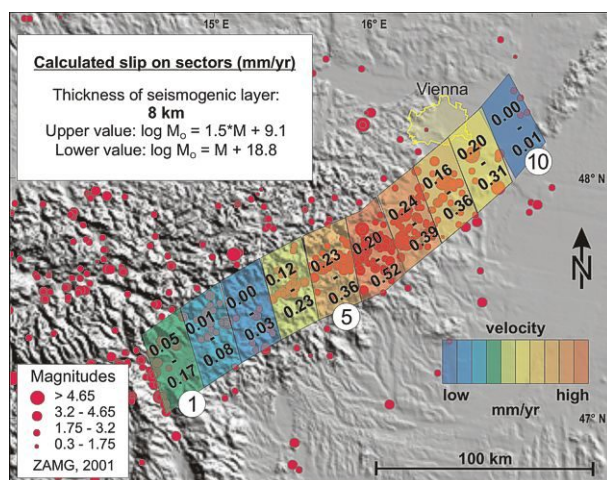 15° E
16° E
Calculated slip on sectors (mm/yr)
Thickness of seismogenic layer:
8 km
Upper value: log Mo = 1.5*M + 9.1
Lower value: log Mo = M + 18.8
Vienna
0.00
-
0.01
10
0.20
-
0.31
48° N
0.16
-
0.36
0.24
-
0.39
0.20
-
0.52
0.23
-
0.36
5
0.12
-
0.23
0.00
-
0.03
0.01
-
0.08
0.05
-
0.17
1
N
velocity
low
high
mm/yr
Magnitudes
> 4.65
3.2 - 4.65
1.75 - 3.2
0.3 - 1.75
ZAMG, 2001
47° N
100 km